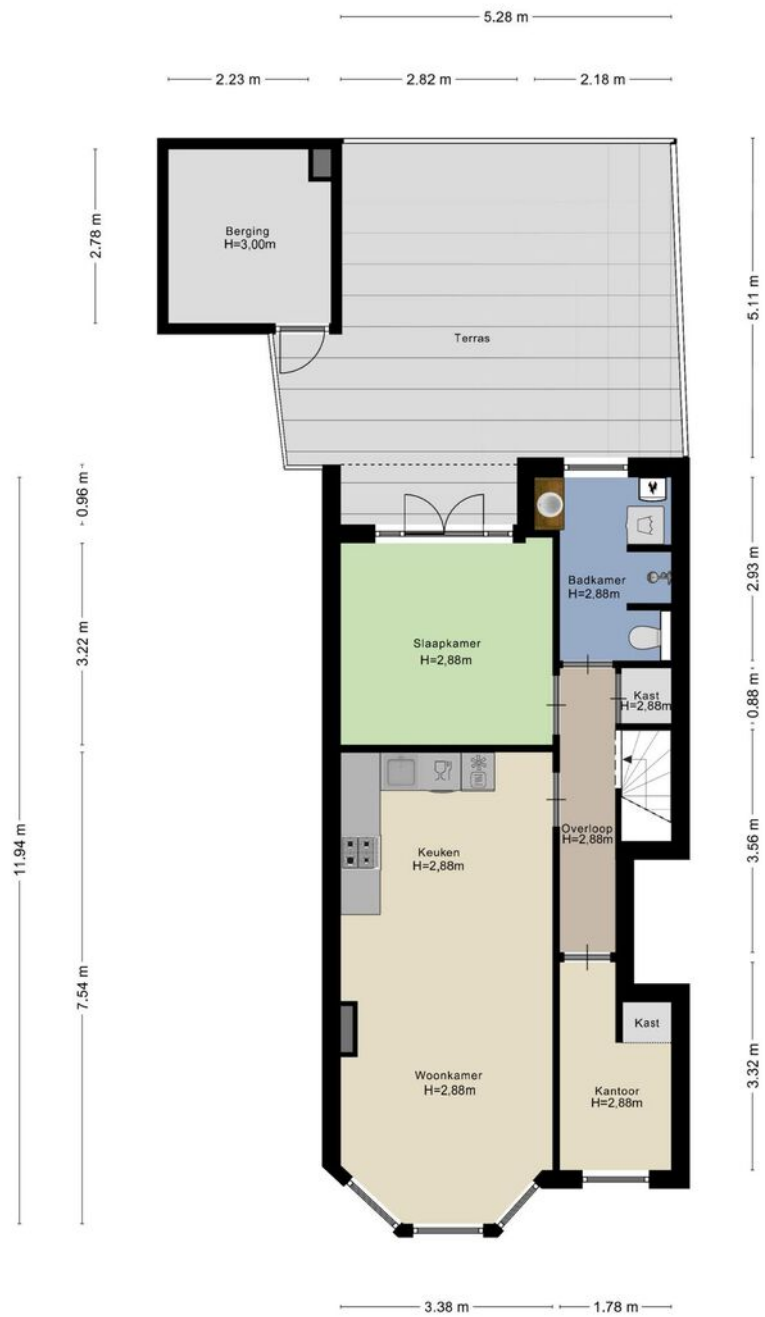 5.28 m
2.23 m
2.82 m
2.18 m
2.78 m
Berging
H=3,00m
5.11 m
Terras
0.96 m
2.93 m
Badkamer
H=2,88m
3.22 m
Slaapkamer
H=2,88m
0.88 m
Kast
H=2,88m
11.94 m
3.56 m
Overloop
H=2,88m
Keuken
H=2,88m
7.54 m
Kast
3.32 m
Woonkamer
H=2,88m
Kantoor
H=2,88m
3.38 m
1.78 m